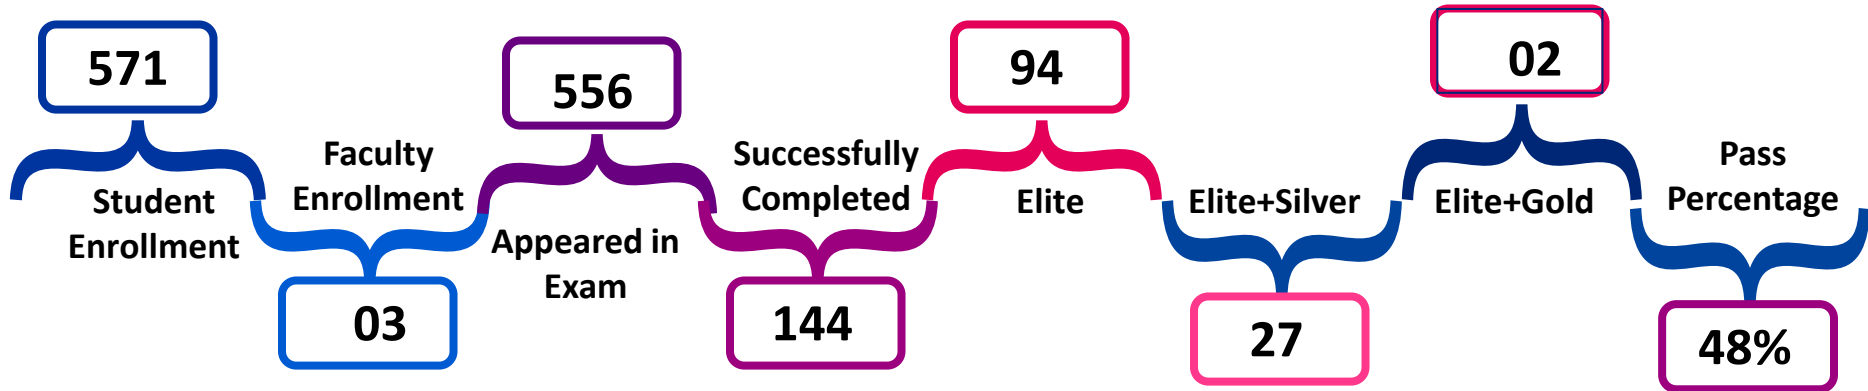 571
Student
Enrollment
Faculty
Enrollment
03
556
Appeared in
Exam
Successfully
Completed
144
94
Elite
Elite+Silver
27
02
Elite+Gold
Pass
Percentage
48%